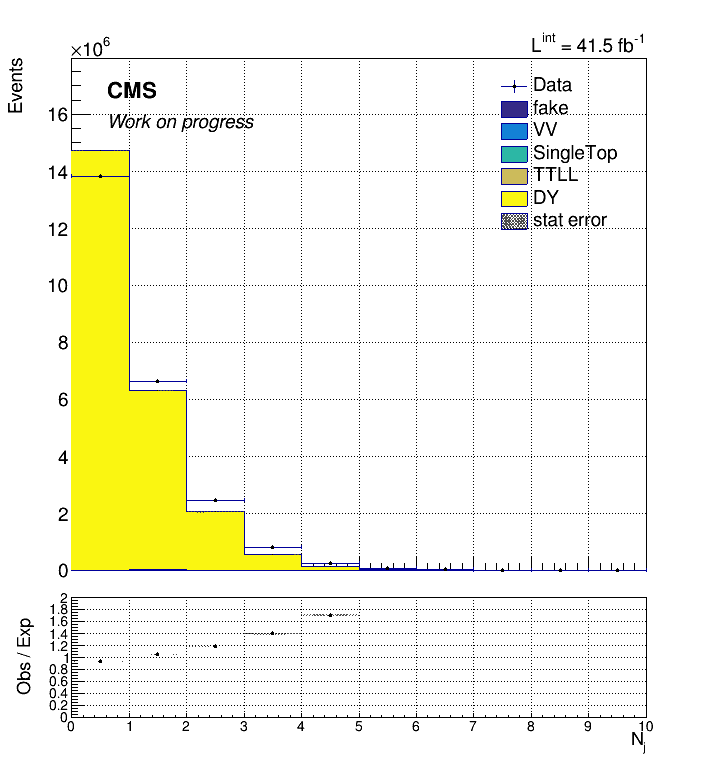 ×10⁶
L^int = 41.5 fb^-1
Events
CMS
Work on progress
Data
fake
VV
SingleTop
TTLL
DY
stat error
16
14
12
10
8
6
4
2
0
Obs / Exp
2
1.8
1.6
1.4
1.2
1
0.8
0.6
0.4
0.2
0
0 1 2 3 4 5 6 7 8 9 10
N_j